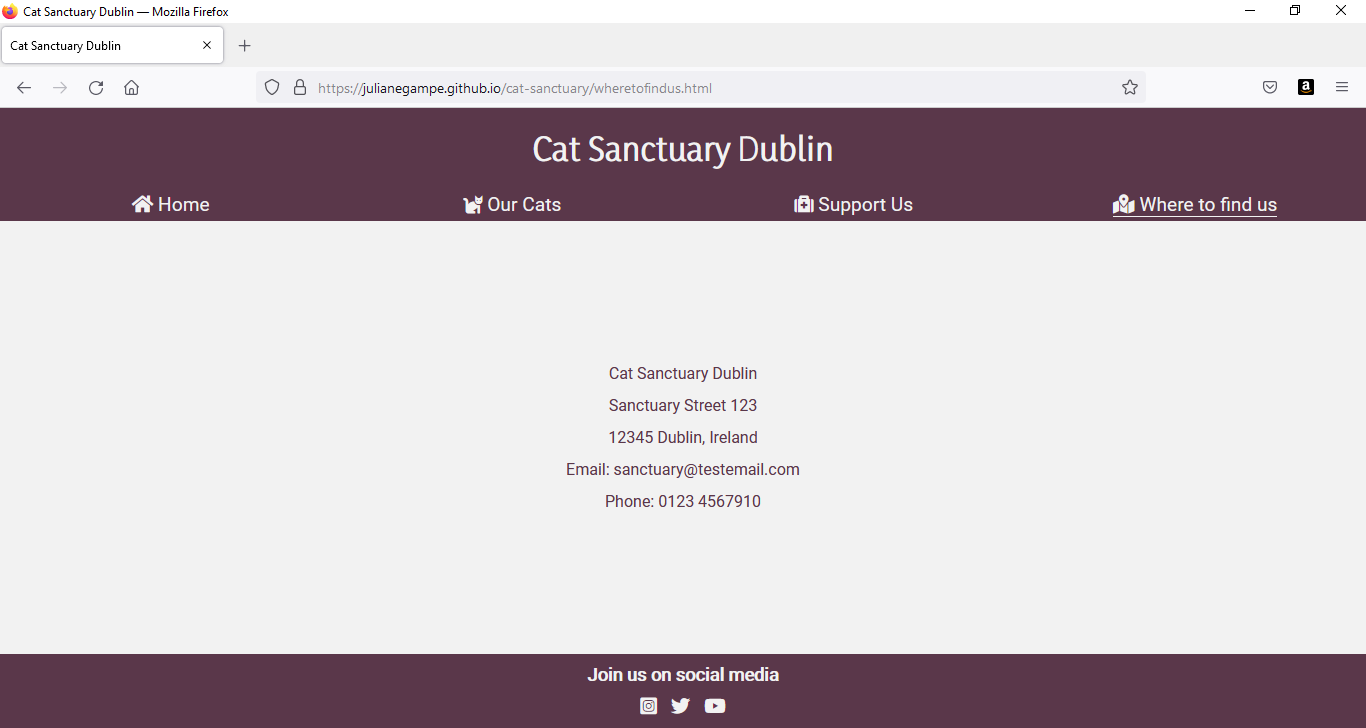 Cat Sanctuary Dublin — Mozilla Firefox
Cat Sanctuary Dublin
https://julianegampe.github.io/cat-sanctuary/wheretofindus.html
a
Cat Sanctuary Dublin
Home Our Cats Support Us Where to find us
Cat Sanctuary Dublin
Sanctuary Street 123
12345 Dublin, Ireland
Email: sanctuary@testemail.com
Phone: 0123 4567910
Join us on social media